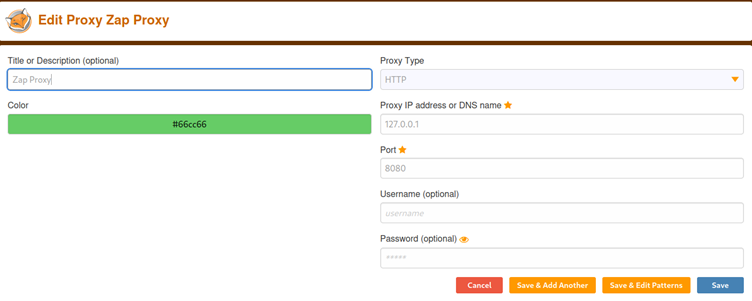 Edit Proxy Zap Proxy
Title or Description (optional)
Zap Proxy
Color
#66cc66
Proxy Type
HTTP
Proxy IP address or DNS name
127.0.0.1
Port
8080
Username (optional)
username
Password (optional)
*****
Cancel
Save & Add Another
Save & Edit Patterns
Save